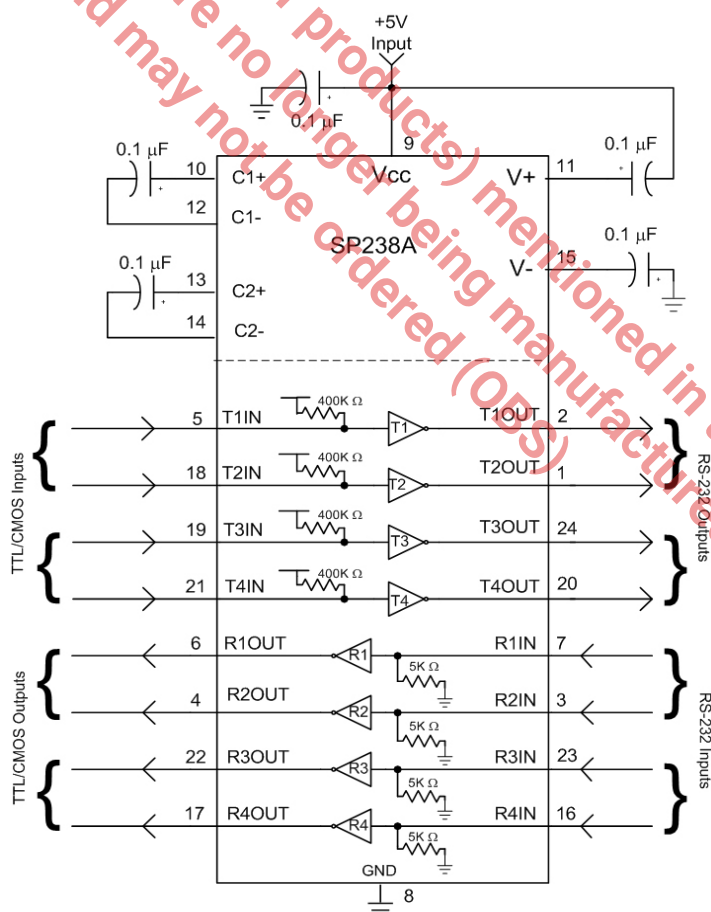 +5V
Input
0.1 µF
9
0.1 µF
10
C1+
Vcc
V+
11
0.1 µF
12
C1-
SP238A
0.1 µF
13
C2+
V-
15
0.1 µF
14
C2-
TTL/CMOS Inputs
5 T1IN 400K Ω T1 T1OUT 2
18 T2IN 400K Ω T2 T2OUT 1
19 T3IN 400K Ω T3 T3OUT 24
21 T4IN 400K Ω T4 T4OUT 20
RS-232 Outputs
TTL/CMOS Outputs
6 R1OUT R1 5K Ω R1IN 7
4 R2OUT R2 5K Ω R2IN 3
22 R3OUT R3 5K Ω R3IN 23
17 R4OUT R4 5K Ω R4IN 16
RS-232 Inputs
GND
8
products) mentioned in
re no longer being manufacture
d may not be ordered (OBS)